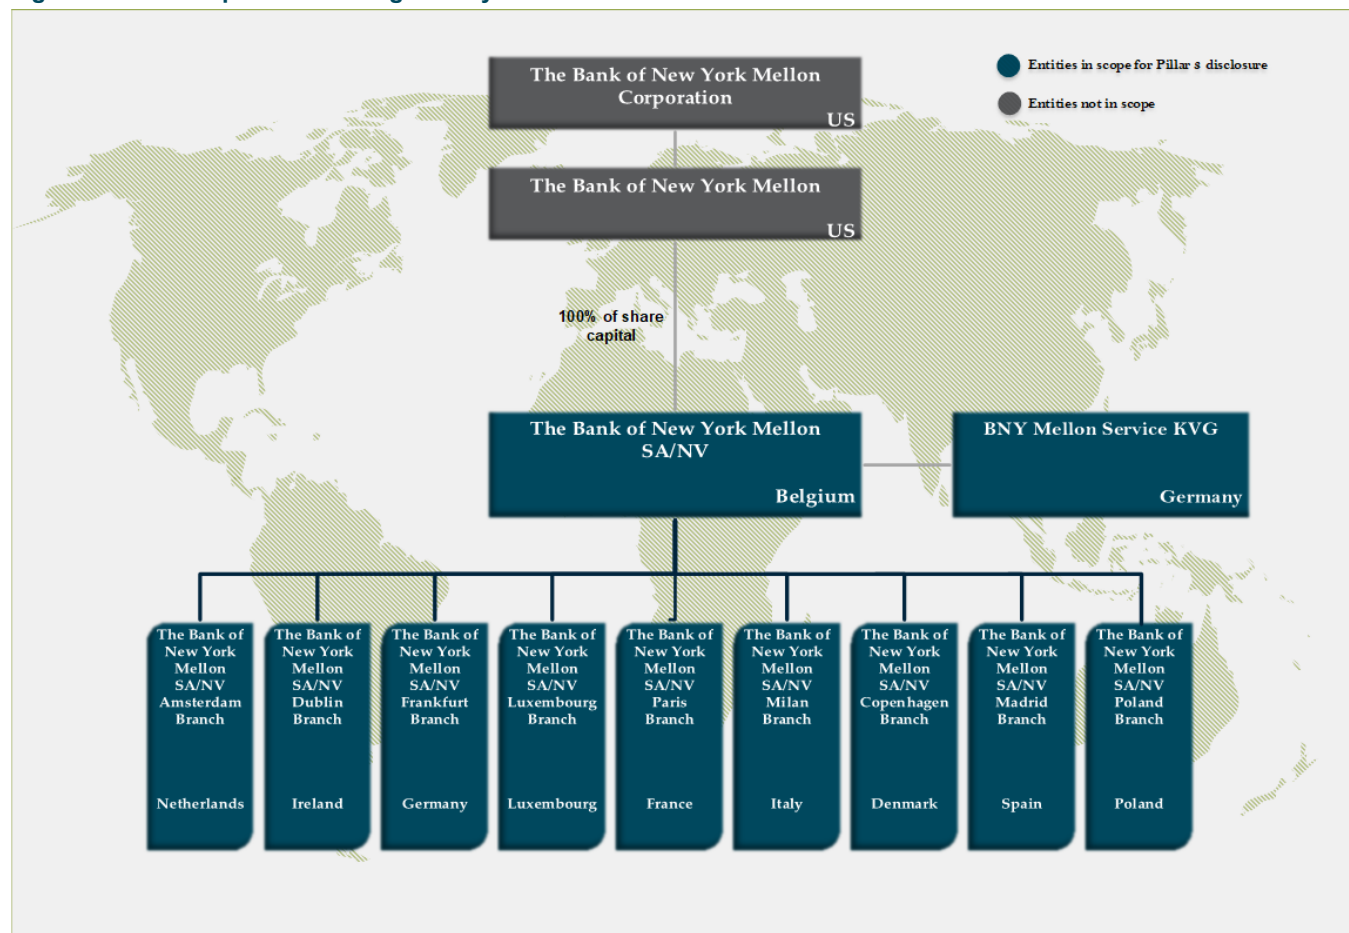 The Bank of New York Mellon
Corporation
US
Entities in scope for Pillar 3 disclosure
Entities not in scope
The Bank of New York Mellon
US
100% of share
capital
The Bank of New York Mellon
SA/NV
Belgium
BNY Mellon Service KVG
Germany
The Bank of
New York
Mellon
SA/NV
Amsterdam
Branch
Netherlands
The Bank of
New York
Mellon
SA/NV
Dublin
Branch
Ireland
The Bank of
New York
Mellon
SA/NV
Frankfurt
Branch
Germany
The Bank of
New York
Mellon
SA/NV
Luxembourg
Branch
Luxembourg
The Bank of
New York
Mellon
SA/NV
Paris
Branch
France
The Bank of
New York
Mellon
SA/NV
Milan
Branch
Italy
The Bank of
New York
Mellon
SA/NV
Copenhagen
Branch
Denmark
The Bank of
New York
Mellon
SA/NV
Madrid
Branch
Spain
The Bank of
New York
Mellon
SA/NV
Poland
Branch
Poland